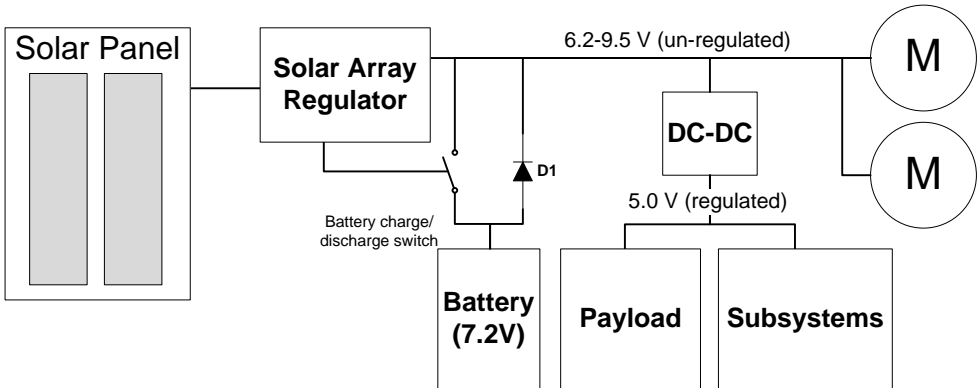 Solar Panel
Solar Array
Regulator
6.2-9.5 V (un-regulated)
M
DC-DC
M
D1
5.0 V (regulated)
Battery charge/
discharge switch
Battery
(7.2V)
Payload
Subsystems